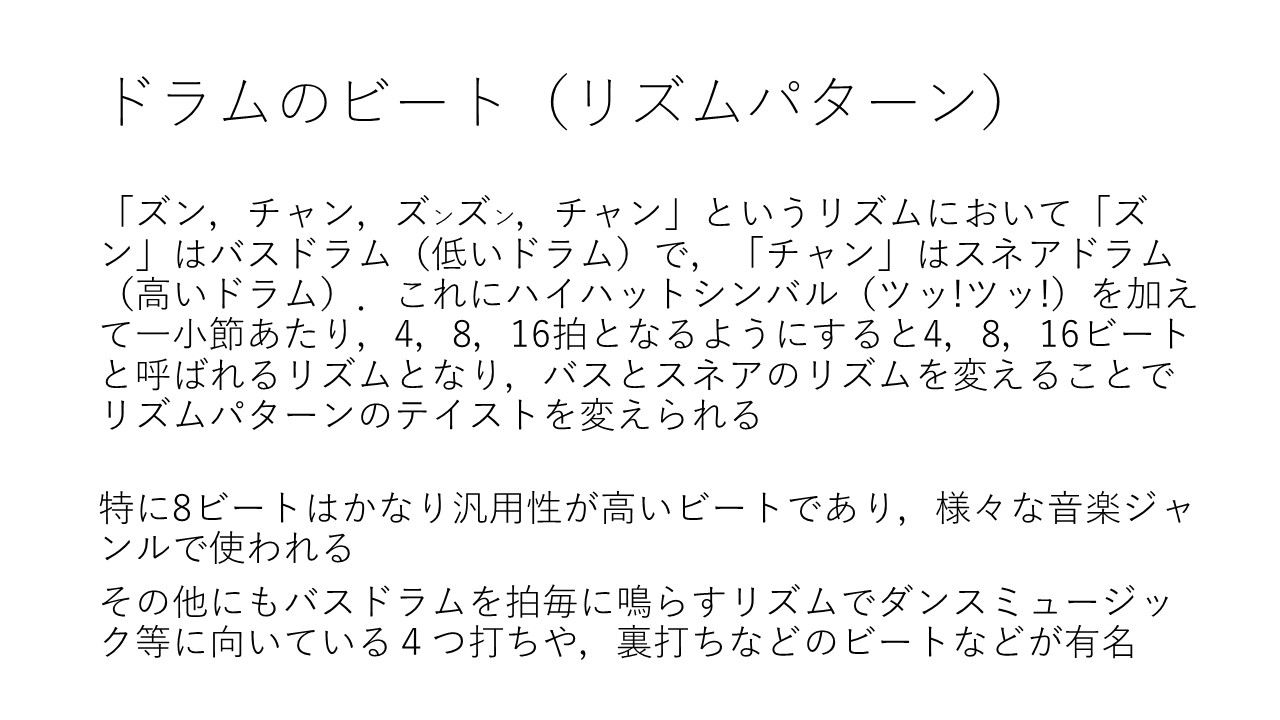 ドラムのビート（リズムパターン）
「ズン，チャン，ズンズン，チャン」というリズムにおいて「ズ
ン」はバスドラム（低いドラム）で，「チャン」はスネアドラム
（高いドラム）．これにハイハットシンバル（ツッ!ツッ!）を加え
て一小節あたり，4，8，16拍となるようにすると4，8，16ビート
と呼ばれるリズムとなり，バスとスネアのリズムを変えることで
リズムパターンのテイストを変えられる
特に8ビートはかなり汎用性が高いビートであり，様々な音楽ジャ
ンルで使われる
その他にもバスドラムを拍毎に鳴らすリズムでダンスミュージッ
ク等に向いている４つ打ちや，裏打ちなどのビートなどが有名